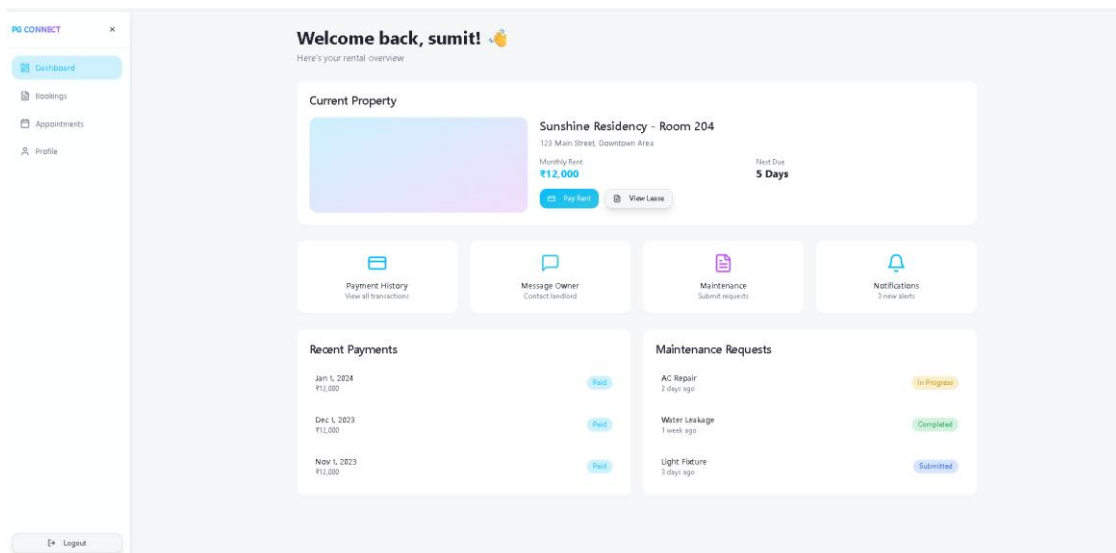 PG CONNECT
×
Dashboard
Bookings
Appointments
Profile
Logout
Welcome back, sumit! 👋
Here's your rental overview
Current Property
Sunshine Residency - Room 204
123 Main Street, Downtown Area
Monthly Rent
₹12,000
Next Due
5 Days
Pay Rent
View Lease
Payment History
View all transactions
Message Owner
Contact landlord
Maintenance
Submit requests
Notifications
3 new alerts
Recent Payments
Jan 1, 2024
₹12,000
Paid
Dec 1, 2023
₹12,000
Paid
Nov 1, 2023
₹12,000
Paid
Maintenance Requests
AC Repair
2 days ago
In Progress
Water Leakage
1 week ago
Completed
Light Fixture
3 days ago
Submitted